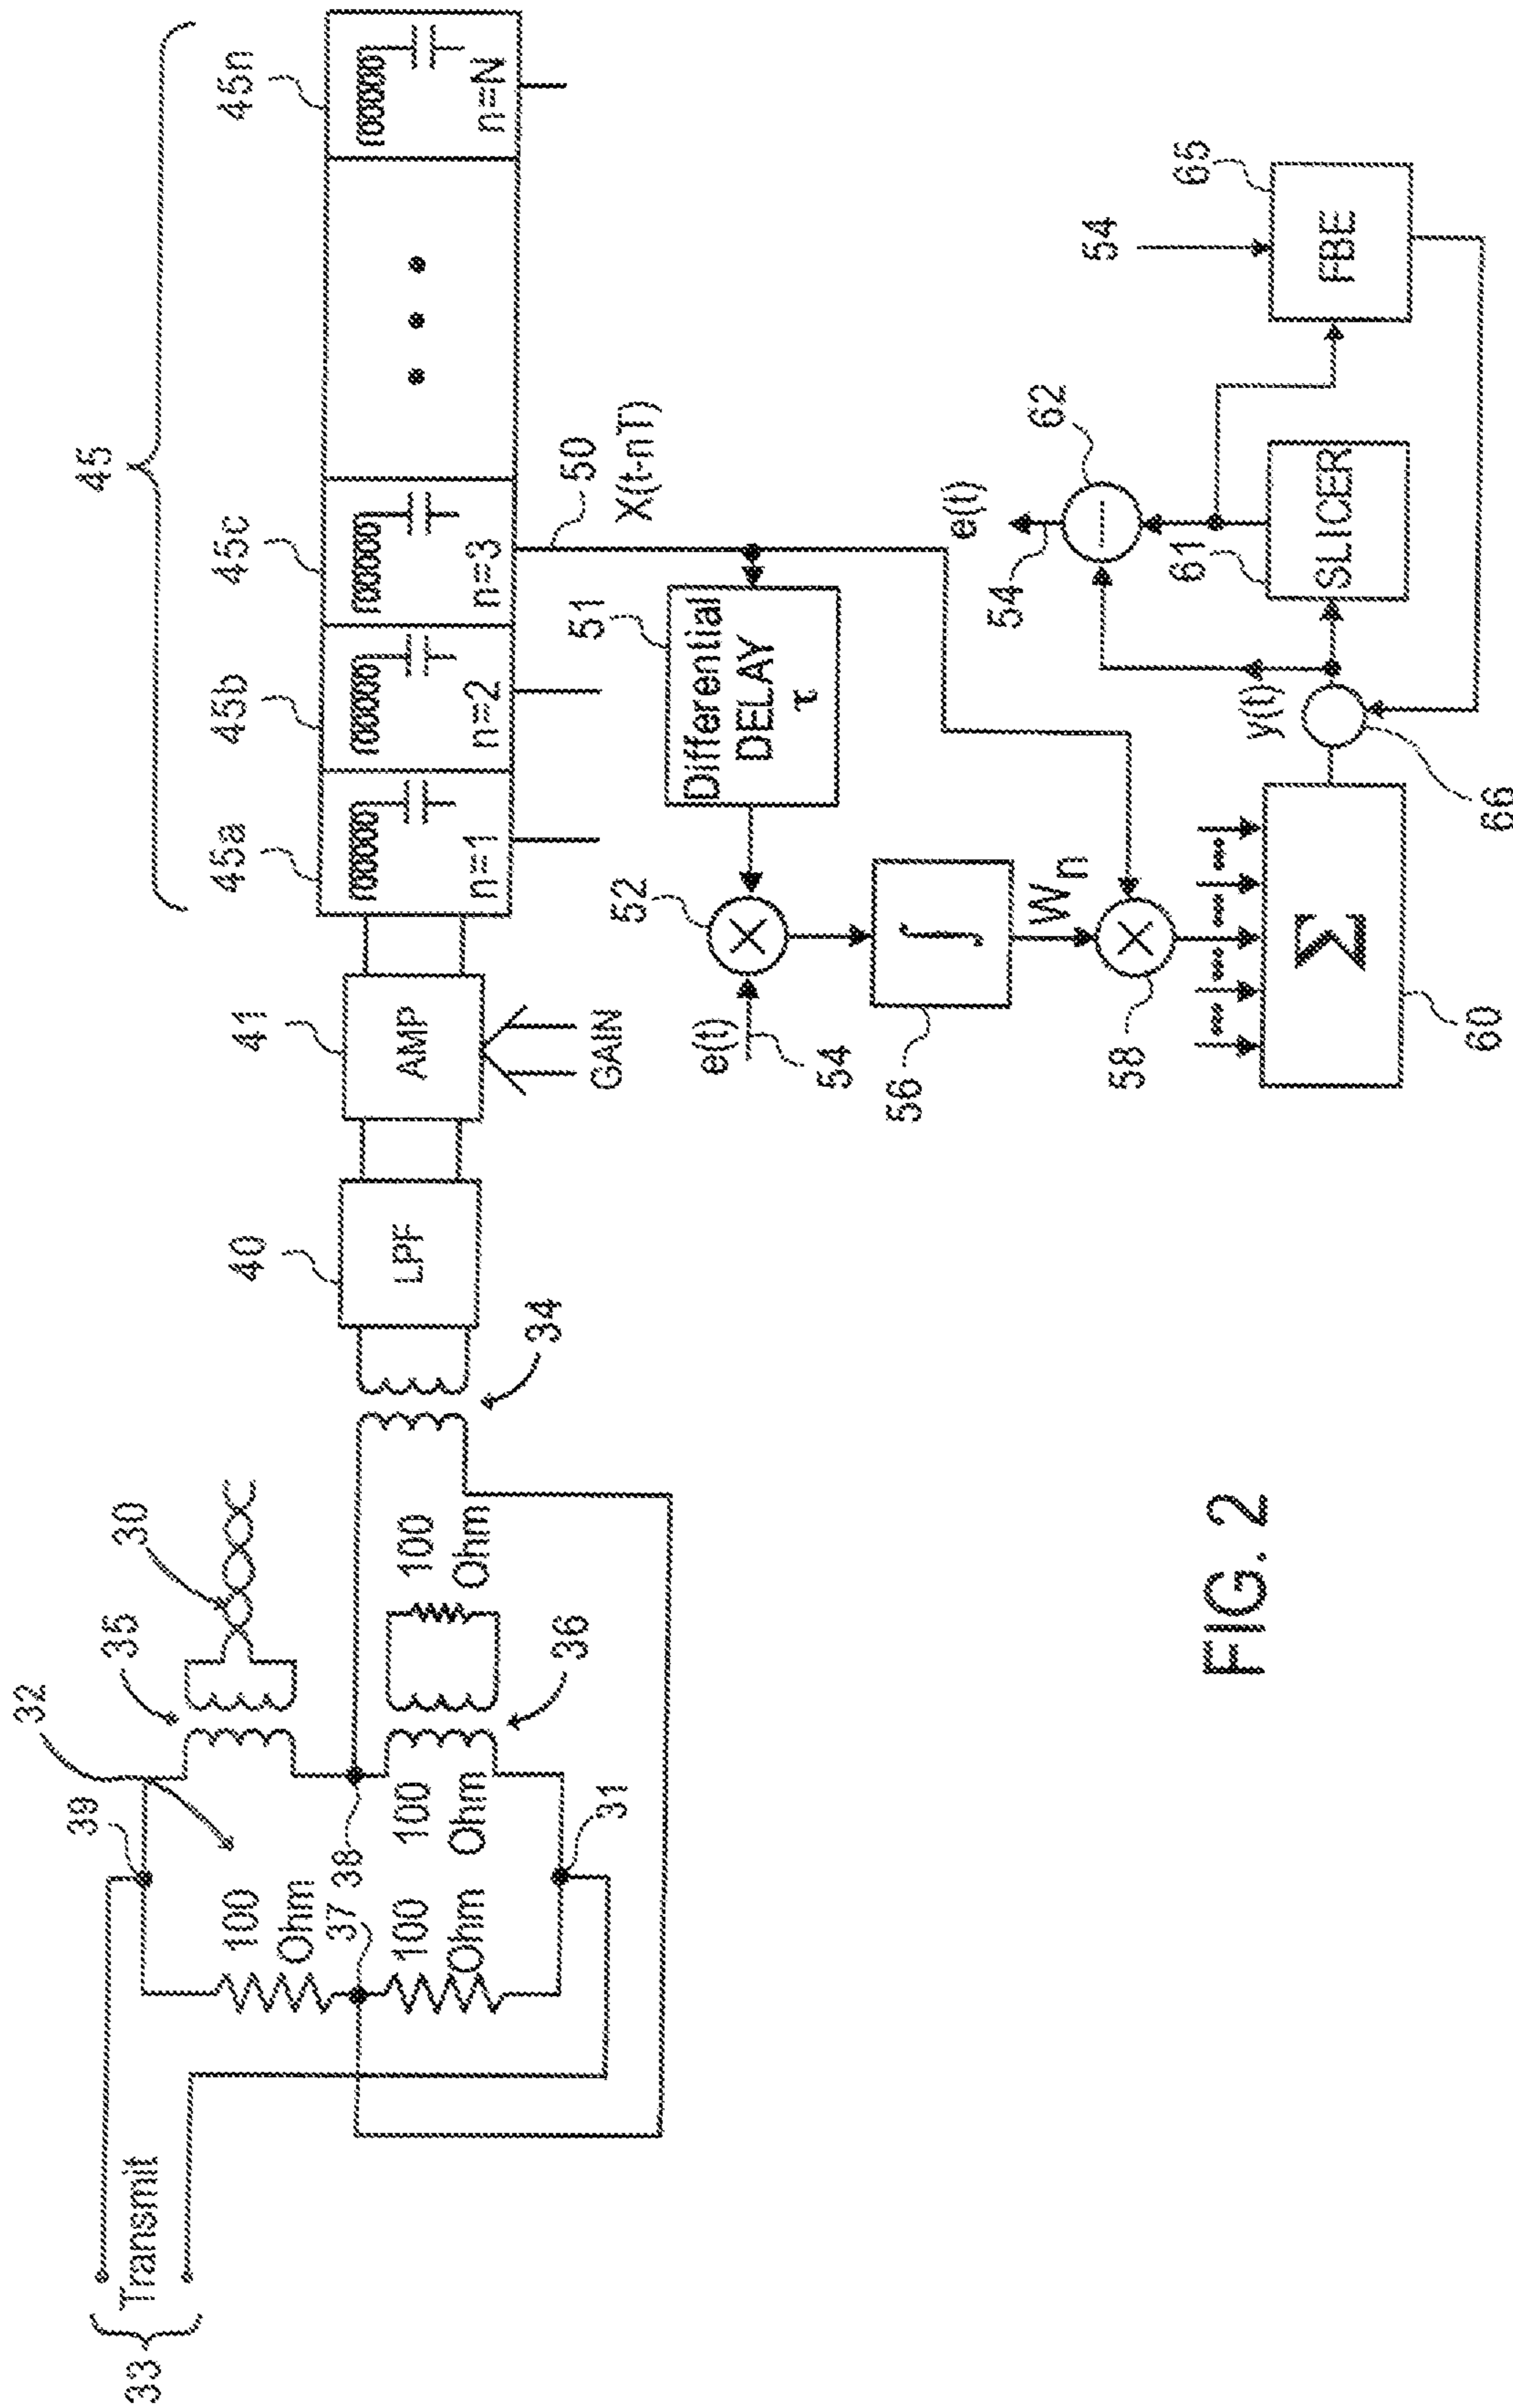 45
45a
45b
45c
45n
n=1
n=2
n=3
n=N
40
LPF
41
AMP
GAIN
34
50
X(t-nT)
51
Differential
DELAY
τ
52
e(t)
54
56
∫
Wn
58
60
Σ
66
y(t)
61
SLICER
62
e(t)
54
54
65
FBE
30
35
32
39
100
Ohm
37
38
100
Ohm
100
Ohm
100
Ohm
36
31
33
Transmit
FIG. 2